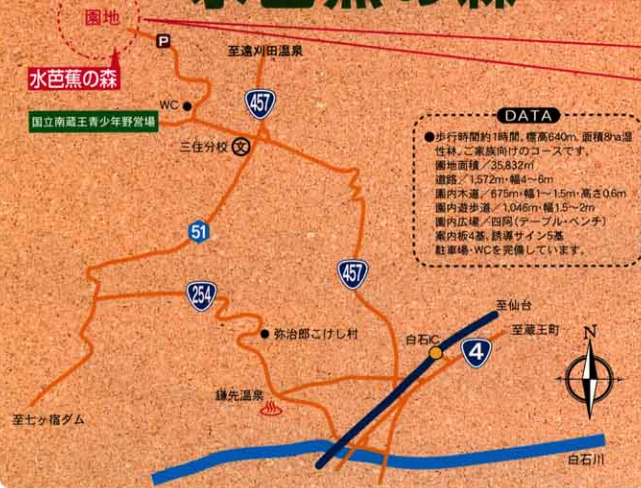 水芭蕉の森
園地
P
至遠刈田温泉
水芭蕉の森
WC
457
国立南蔵王青少年野営場
三住分校
文
DATA
●歩行時間約1時間。標高640m、面積8ha湿
性林。ご家族向けのコースです。
園地面積/35,832㎡
道路/1,572m・幅4〜6m
園内木道/675m・幅1〜1.5m・高さ0.6m
園内遊歩道/1,046m・幅1.5〜2m
園内広場/四阿(テーブル・ベンチ)
案内板4基、誘導サイン5基
駐車場・WCを完備しています。
51
457
254
至仙台
至蔵王町
弥治郎こけし村
白石IC
4
N
鎌先温泉
至七ヶ宿ダム
白石川